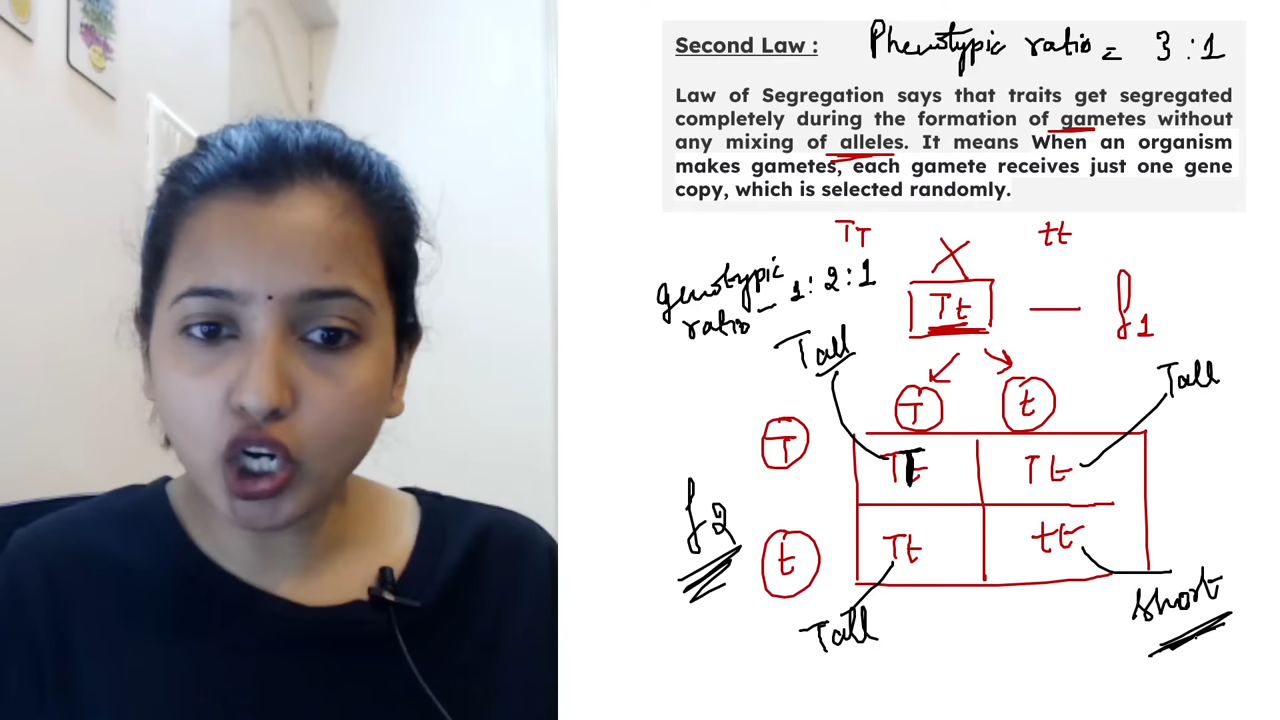 Second Law :
Phenotypic ratio = 3 : 1
Law of Segregation says that traits get segregated
completely during the formation of gametes without
any mixing of alleles. It means When an organism
makes gametes, each gamete receives just one gene
copy, which is selected randomly.
TT
X
tt
genotypic
ratio - 1:2:1
Tt — f1
Tall
Tall
T
t
T
Tt
f2
t
Tt
tt
Tall
Short